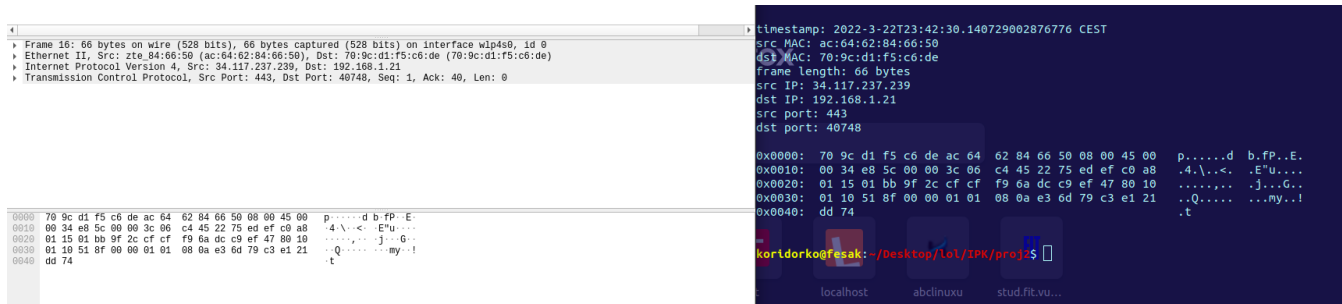 Frame 16: 66 bytes on wire (528 bits), 66 bytes captured (528 bits) on interface wlp4s0, id 0
Ethernet II, Src: zte_84:66:50 (ac:64:62:84:66:50), Dst: 70:9c:d1:f5:c6:de (70:9c:d1:f5:c6:de)
Internet Protocol Version 4, Src: 34.117.237.239, Dst: 192.168.1.21
Transmission Control Protocol, Src Port: 443, Dst Port: 40748, Seq: 1, Ack: 40, Len: 0
0000 70 9c d1 f5 c6 de ac 64 62 84 66 50 08 00 45 00 p······d b·fP··E·
0010 00 34 e8 5c 00 00 3c 06 c4 45 22 75 ed ef c0 a8 ·4·\··<· ·E"u····
0020 01 15 01 bb 9f 2c cf cf f9 6a dc c9 ef 47 80 10 ·····,·· ·j···G··
0030 01 10 51 8f 00 00 01 01 08 0a e3 6d 79 c3 e1 21 ··Q····· ···my··!
0040 dd 74 ·t
timestamp: 2022-3-22T23:42:30.140729002876776 CEST
src MAC: ac:64:62:84:66:50
dst MAC: 70:9c:d1:f5:c6:de
frame length: 66 bytes
src IP: 34.117.237.239
dst IP: 192.168.1.21
src port: 443
dst port: 40748
0x0000: 70 9c d1 f5 c6 de ac 64 62 84 66 50 08 00 45 00 p......d b.fP..E.
0x0010: 00 34 e8 5c 00 00 3c 06 c4 45 22 75 ed ef c0 a8 .4.\..<. .E"u....
0x0020: 01 15 01 bb 9f 2c cf cf f9 6a dc c9 ef 47 80 10 .....,.. .j...G..
0x0030: 01 10 51 8f 00 00 01 01 08 0a e3 6d 79 c3 e1 21 ..Q..... ...my..!
0x0040: dd 74 .t
koridorko@fesak:~/Desktop/lol/IPK/proj2$
localhost abclinuxu stud.fit.vu...